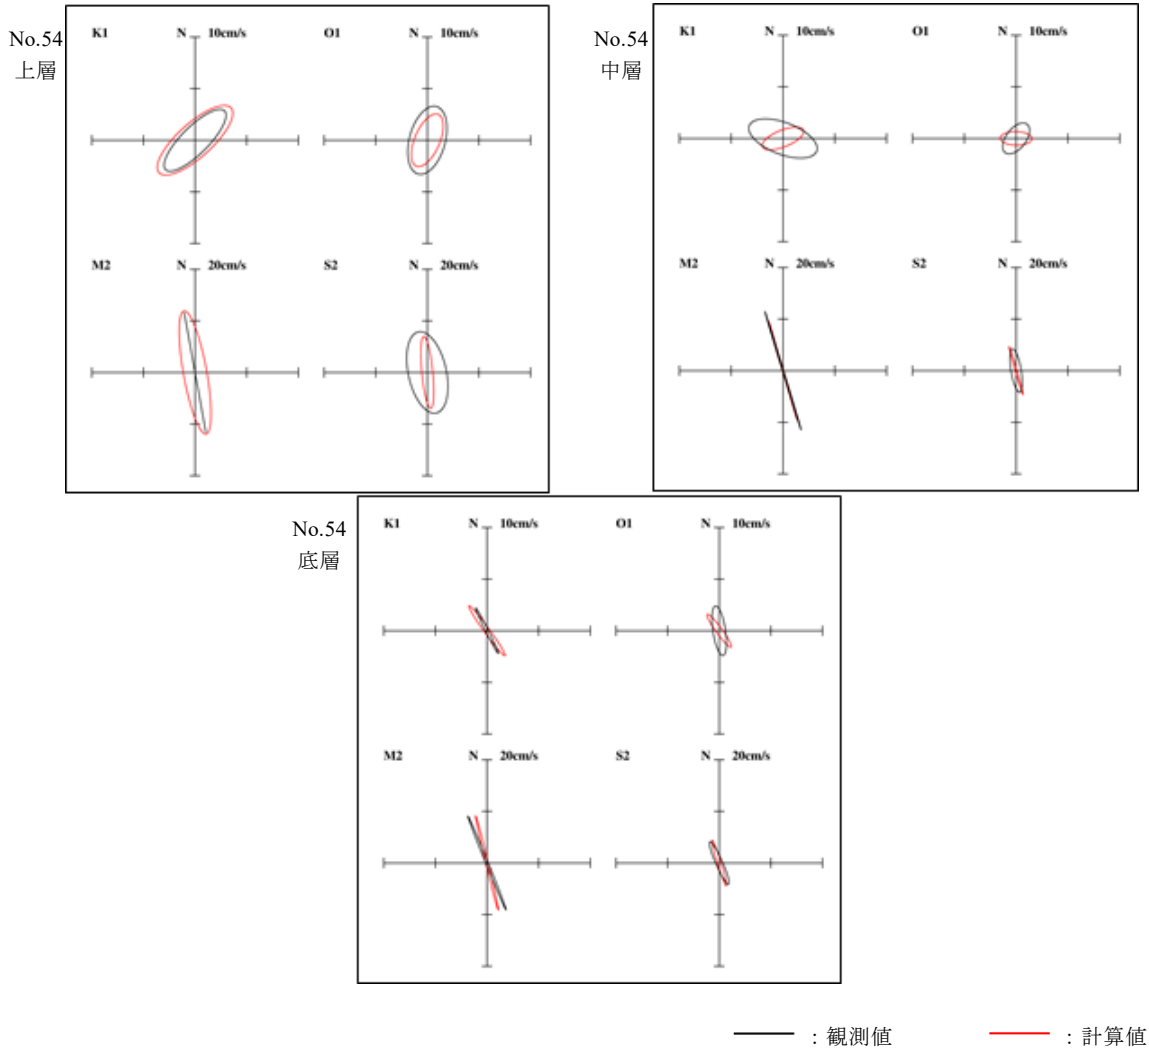 No.54
上層
K1 N 10cm/s O1 N 10cm/s
M2 N 20cm/s S2 N 20cm/s
No.54
中層
K1 N 10cm/s O1 N 10cm/s
M2 N 20cm/s S2 N 20cm/s
No.54
底層
K1 N 10cm/s O1 N 10cm/s
M2 N 20cm/s S2 N 20cm/s
：観測値 ：計算値